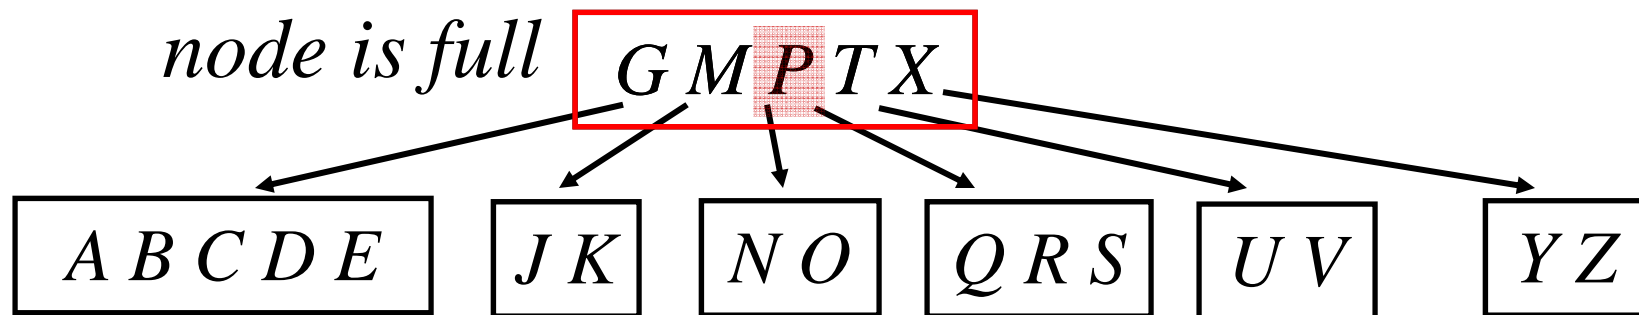 node is full
G M P T X
A B C D E
J K
N O
Q R S
U V
Y Z